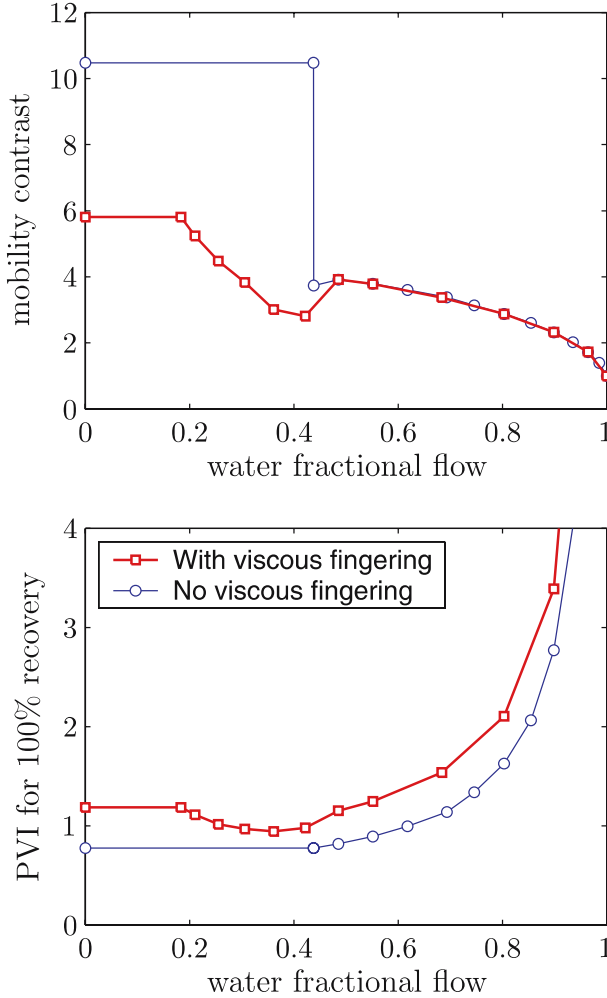 12
10
8
6
4
2
0
mobility contrast
0 0.2 0.4 0.6 0.8 1
water fractional flow
4
3
2
1
0
PVI for 100% recovery
With viscous fingering
No viscous fingering
0 0.2 0.4 0.6 0.8 1
water fractional flow